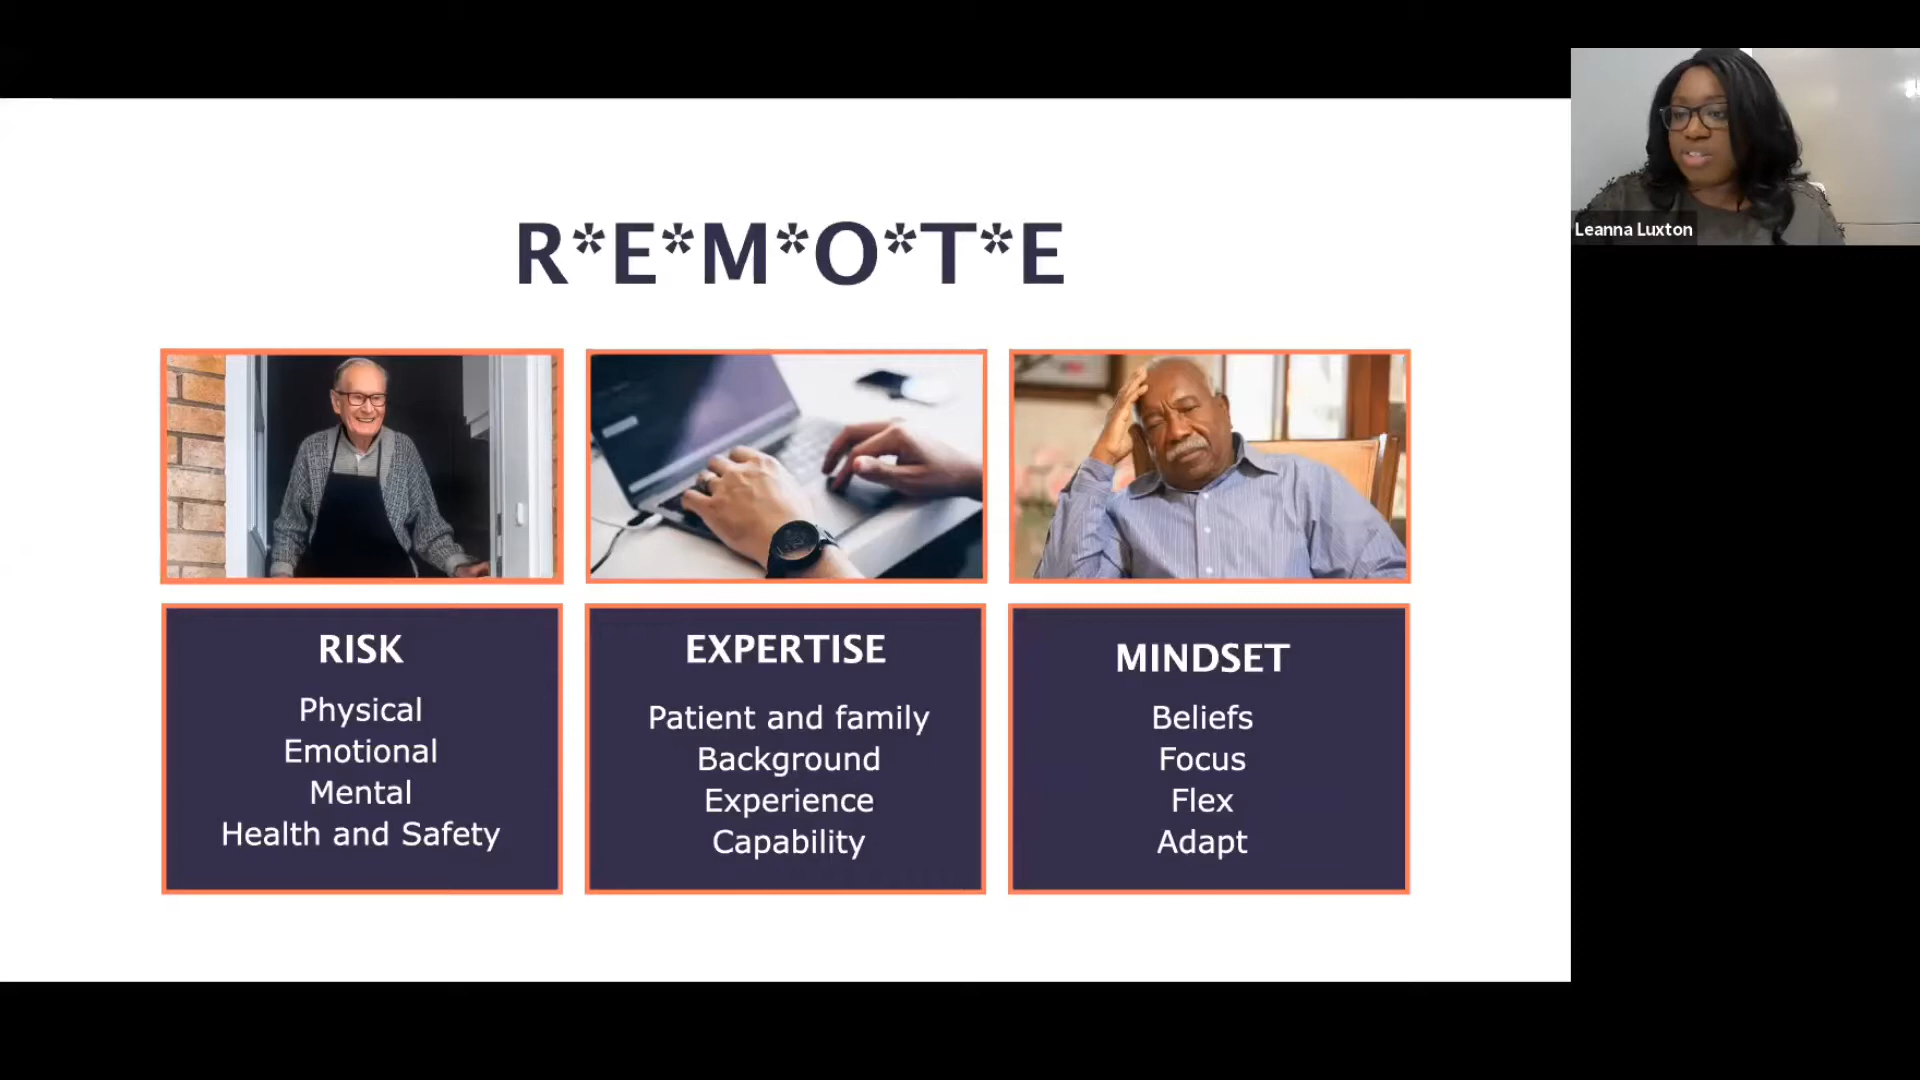 R*E*M*O*T*E
Leanna Luxton
RISK
Physical
Emotional
Mental
Health and Safety
EXPERTISE
Patient and family
Background
Experience
Capability
MINDSET
Beliefs
Focus
Flex
Adapt